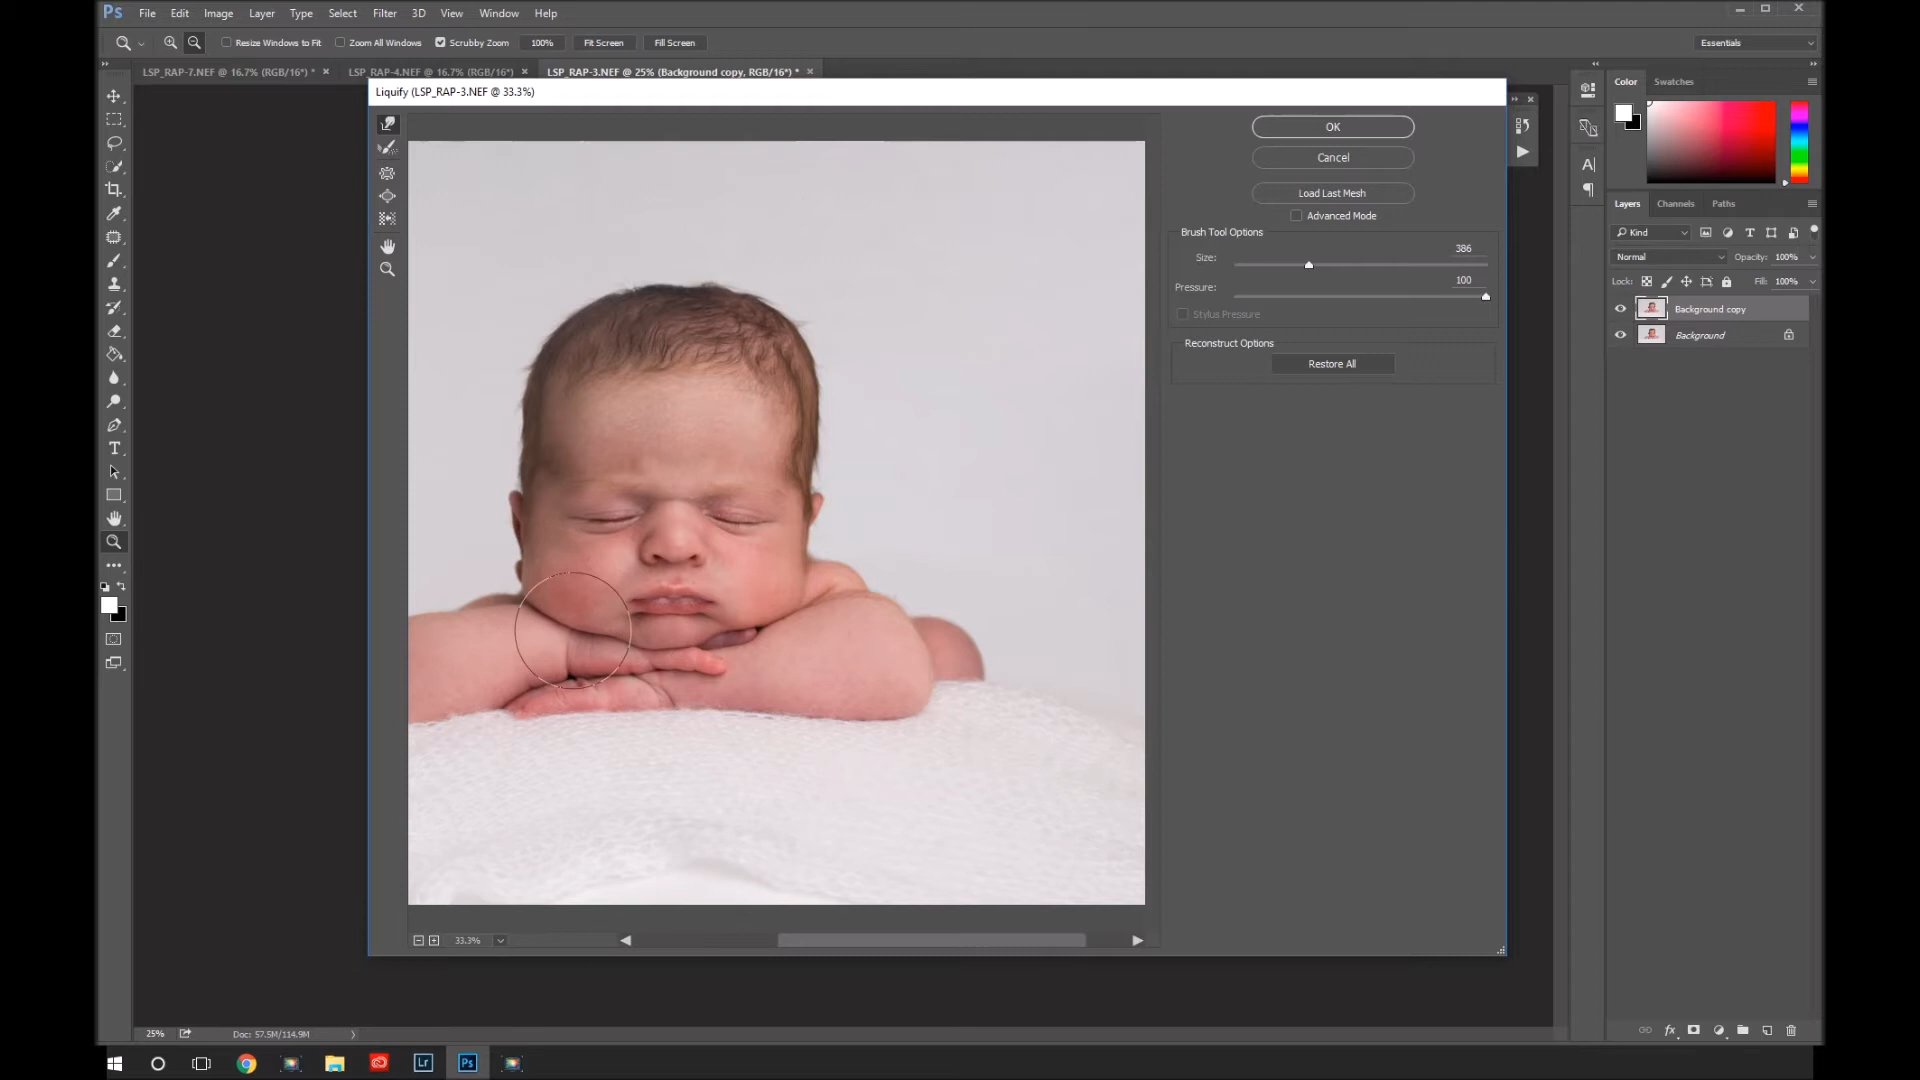 Ps File Edit Image Layer Type Select Filter 3D View Window Help
Resize Windows to Fit Zoom All Windows Scrubby Zoom 100% Fit Screen Fill Screen Essentials
LSP_RAP-7.NEF @ 16.7% (RGB/16*) * × LSP_RAP-4.NEF @ 16.7% (RGB/16*) × LSP_RAP-3.NEF @ 25% (Background copy, RGB/16*) * ×
Liquify (LSP_RAP-3.NEF @ 33.3%)
OK
Cancel
Load Last Mesh
Advanced Mode
Brush Tool Options
Size: 386
Pressure: 100
Stylus Pressure
Reconstruct Options
Restore All
33.3%
Color Swatches
Layers Channels Paths
Kind
Normal Opacity: 100%
Lock: Fill: 100%
Background copy
Background
fx
25% Doc: 57.5M/114.9M
Lr Ps